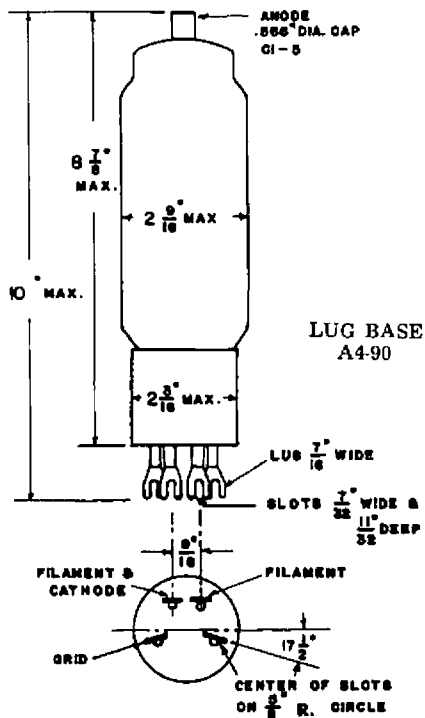 ANODE
.566" DIA. CAP
C1-5
8 7/8"
MAX.
2 9/16" MAX
10" MAX.
LUG BASE
A4-90
2 3/16" MAX.
LUG 7/16" WIDE
SLOTS 7/32" WIDE &
11/32" DEEP
9/16"
FILAMENT &
CATHODE
FILAMENT
GRID
17 1/2°
CENTER OF SLOTS
ON 5/8" R. CIRCLE